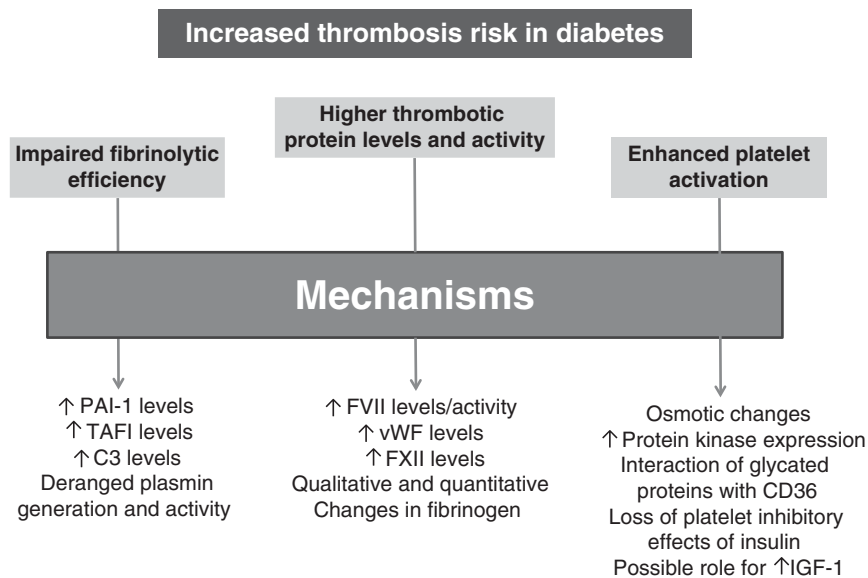 Increased thrombosis risk in diabetes
Impaired fibrinolytic
efficiency
Higher thrombotic
protein levels and activity
Enhanced platelet
activation
Mechanisms
↑ PAI-1 levels
↑ TAFI levels
↑ C3 levels
Deranged plasmin
generation and activity
↑ FVII levels/activity
↑ vWF levels
↑ FXII levels
Qualitative and quantitative
Changes in fibrinogen
Osmotic changes
↑ Protein kinase expression
Interaction of glycated
proteins with CD36
Loss of platelet inhibitory
effects of insulin
Possible role for ↑IGF-1